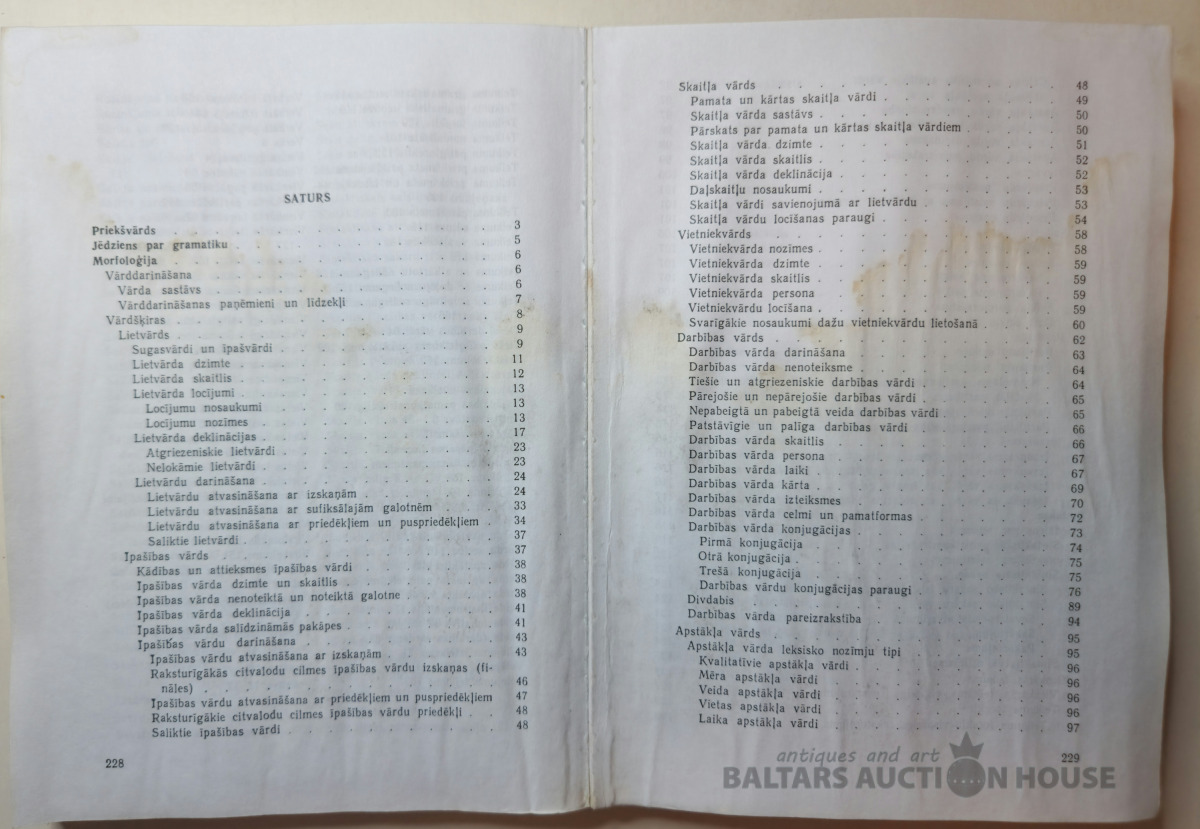 SATURS
Priekšvārds . . . 3
Jēdziens par gramatiku . . . 5
Morfoloģija . . . 6
Vārddarināšana . . . 6
Vārda sastāvs . . . 6
Vārddarināšanas paņēmieni un līdzekļi . . . 7
Vārdšķiras . . . 8
Lietvārds . . . 9
Sugasvārdi un īpašvārdi . . . 9
Lietvārda dzimte . . . 11
Lietvārda skaitlis . . . 12
Lietvārda locījumi . . . 13
Locījumu nosaukumi . . . 13
Locījumu nozīmes . . . 13
Lietvārda deklinācijas . . . 17
Atgriezeniskie lietvārdi . . . 23
Nelokāmie lietvārdi . . . 23
Lietvārdu darināšana . . . 24
Lietvārdu atvasināšana ar izskaņām . . . 24
Lietvārdu atvasināšana ar sufiksālajām galotnēm . . . 33
Lietvārdu atvasināšana ar priedēkļiem un puspriedēkļiem . 34
Saliktie lietvārdi . . . 37
Īpašības vārds . . . 37
Kādības un attieksmes īpašības vārdi . . . 38
Īpašības vārda dzimte un skaitlis . . . 38
Īpašības vārda nenoteiktā un noteiktā galotne . . . 38
Īpašības vārda deklinācija . . . 41
Īpašības vārda salīdzināmās pakāpes . . . 41
Īpašības vārdu darināšana . . . 43
Īpašības vārdu atvasināšana ar izskaņām . . . 43
Raksturīgākās citvalodu cilmes īpašības vārdu izskaņas (fi-
nāles) . . . 46
Īpašības vārdu atvasināšana ar priedēkļiem un puspriedēkļiem 47
Raksturīgākie citvalodu cilmes īpašības vārdu priedēkļi . . 48
Saliktie īpašības vārdi . . . 48
228
Skaitļa vārds . . . 48
Pamata un kārtas skaitļa vārdi . . . 49
Skaitļa vārda sastāvs . . . 50
Pārskats par pamata un kārtas skaitļa vārdiem . . . 50
Skaitļa vārda dzimte . . . 51
Skaitļa vārda skaitlis . . . 52
Skaitļa vārda deklinācija . . . 52
Daļskaitļu nosaukumi . . . 53
Skaitļa vārdi savienojumā ar lietvārdu . . . 53
Skaitļa vārdu locīšanas paraugi . . . 54
Vietniekvārds . . . 58
Vietniekvārda nozīmes . . . 58
Vietniekvārda dzimte . . . 59
Vietniekvārda skaitlis . . . 59
Vietniekvārda persona . . . 59
Vietniekvārdu locīšana . . . 59
Svarīgākie nosaukumi dažu vietniekvārdu lietošanā . . . 60
Darbības vārds . . . 62
Darbības vārda darināšana . . . 63
Darbības vārda nenoteiksme . . . 64
Tiešie un atgriezeniskie darbības vārdi . . . 64
Pārejošie un nepārejošie darbības vārdi . . . 65
Nepabeigtā un pabeigtā veida darbības vārdi . . . 65
Patstāvīgie un palīga darbības vārdi . . . 66
Darbības vārda skaitlis . . . 66
Darbības vārda persona . . . 67
Darbības vārda laiki . . . 67
Darbības vārda kārta . . . 69
Darbības vārda izteiksmes . . . 70
Darbības vārda celmi un pamatformas . . . 72
Darbības vārda konjugācijas . . . 73
Pirmā konjugācija . . . 74
Otrā konjugācija . . . 75
Trešā konjugācija . . . 75
Darbības vārdu konjugācijas paraugi . . . 76
Divdabis . . . 89
Darbības vārda pareizrakstība . . . 94
Apstākļa vārds . . . 95
Apstākļa vārda leksisko nozīmju tipi . . . 95
Kvalitatīvie apstākļa vārdi . . . 96
Mēra apstākļa vārdi . . . 96
Veida apstākļa vārdi . . . 96
Vietas apstākļa vārdi . . . 96
Laika apstākļa vārdi . . . 97
229
antiques and art
BALTARS AUCTION HOUSE